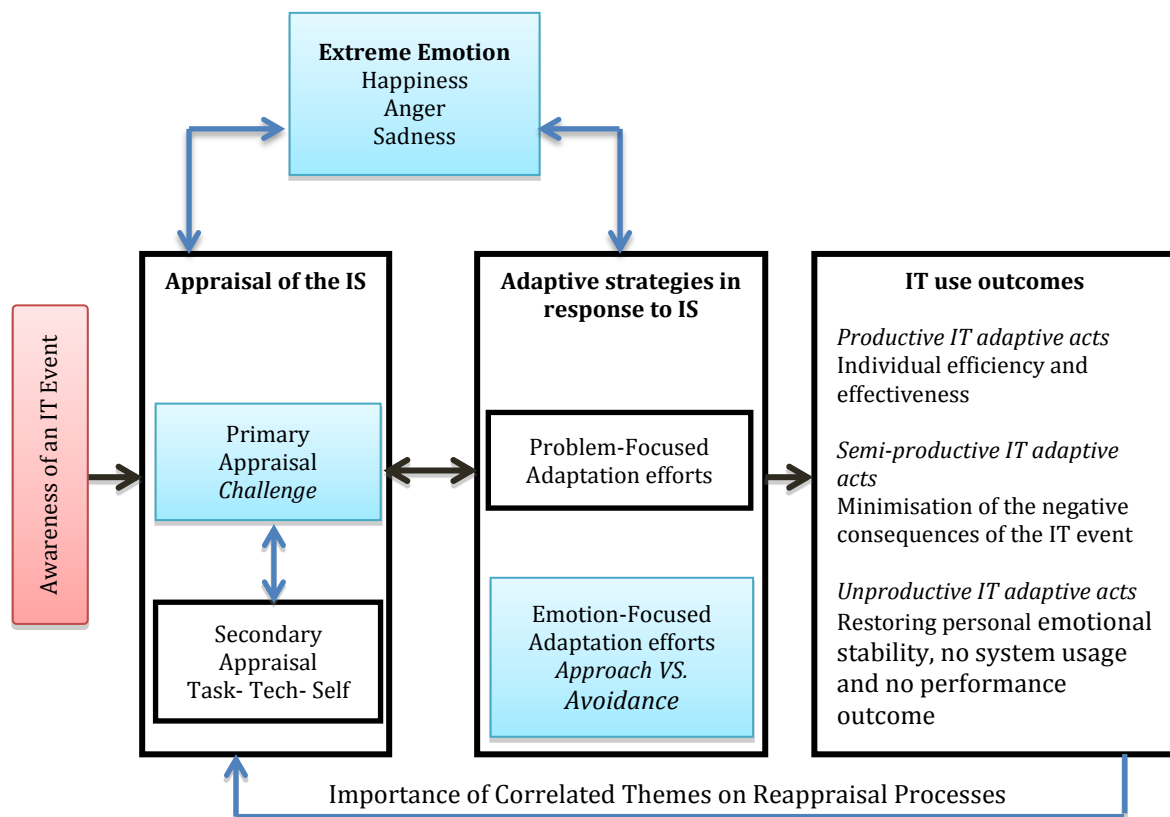 Extreme Emotion
Happiness
Anger
Sadness
Awareness of an IT Event
Appraisal of the IS
Primary
Appraisal
Challenge
Secondary
Appraisal
Task- Tech- Self
Adaptive strategies in
response to IS
Problem-Focused
Adaptation efforts
Emotion-Focused
Adaptation efforts
Approach VS.
Avoidance
IT use outcomes
Productive IT adaptive acts
Individual efficiency and
effectiveness
Semi-productive IT adaptive
acts
Minimisation of the negative
consequences of the IT event
Unproductive IT adaptive acts
Restoring personal emotional
stability, no system usage
and no performance
outcome
Importance of Correlated Themes on Reappraisal Processes